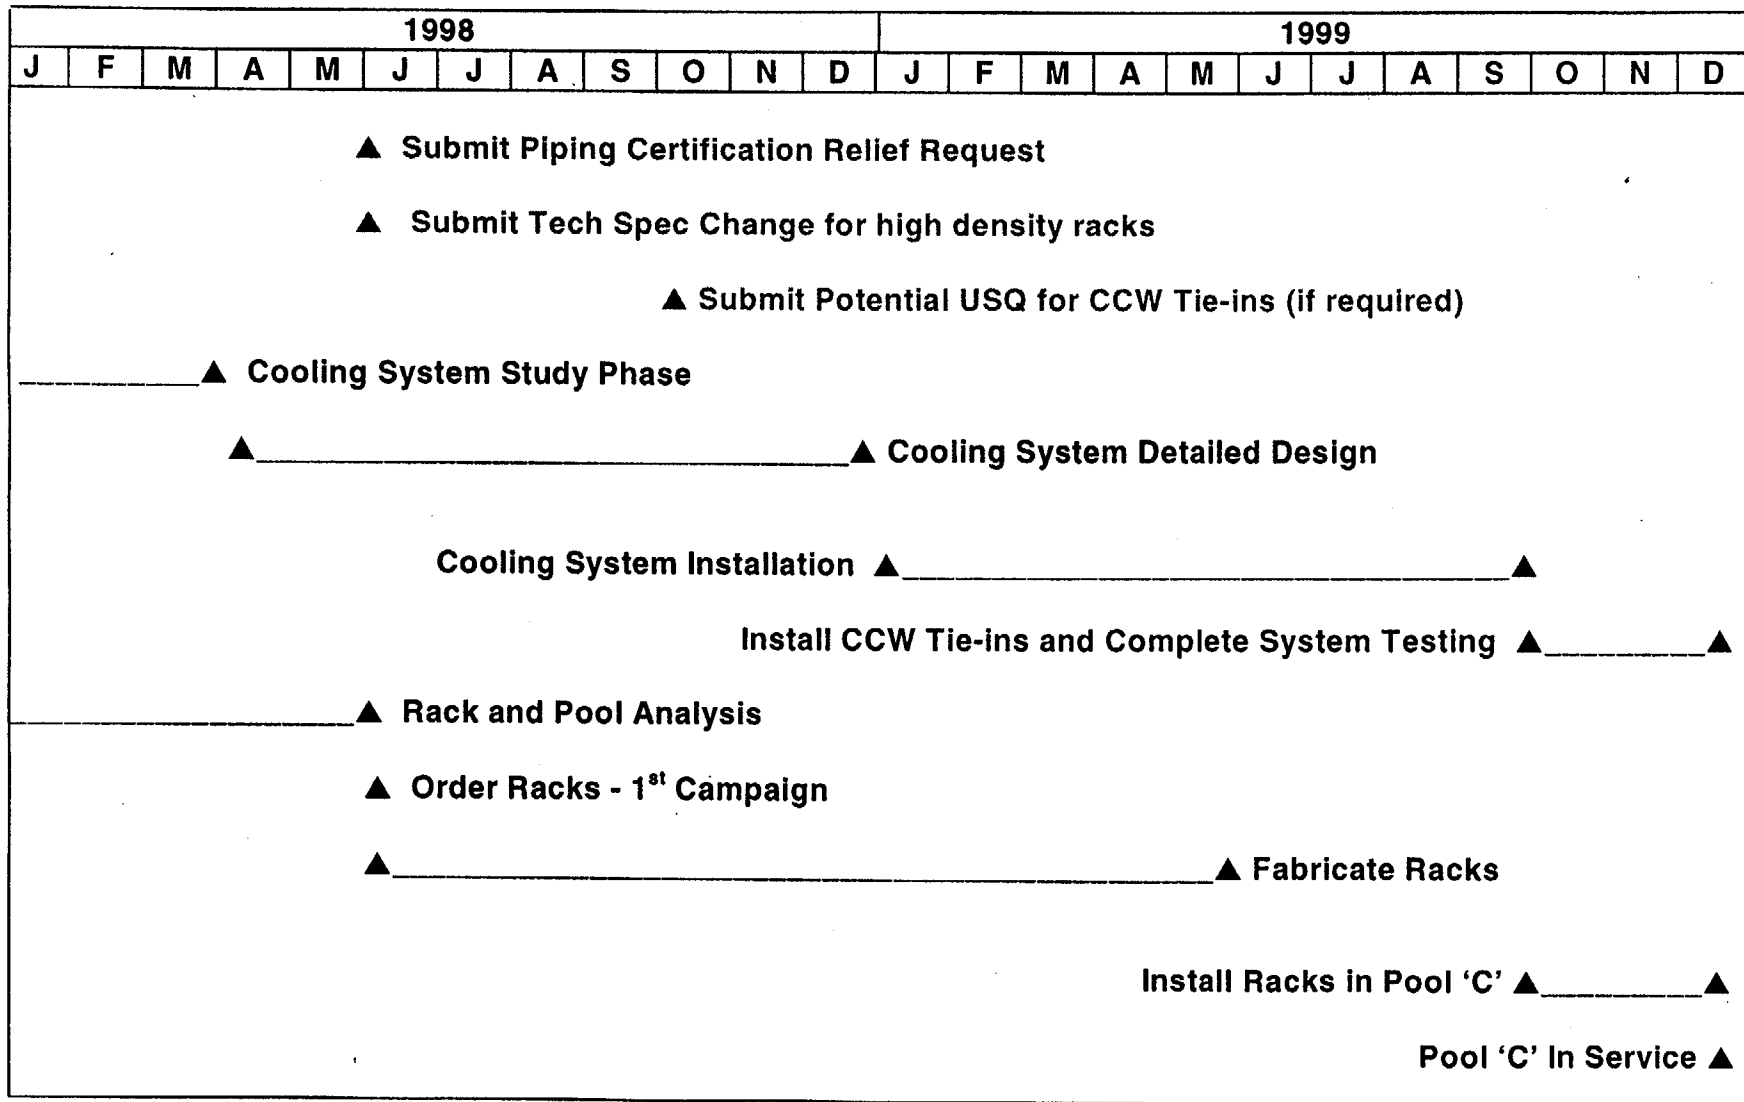 1998 1999
J F M A M J J A S O N D J F M A M J J A S O N D
Submit Piping Certification Relief Request
Submit Tech Spec Change for high density racks
Submit Potential USQ for CCW Tie-ins (if required)
Cooling System Study Phase
Cooling System Detailed Design
Cooling System Installation
Install CCW Tie-ins and Complete System Testing
Rack and Pool Analysis
Order Racks - 1st Campaign
Fabricate Racks
Install Racks in Pool ‘C’
Pool ‘C’ In Service